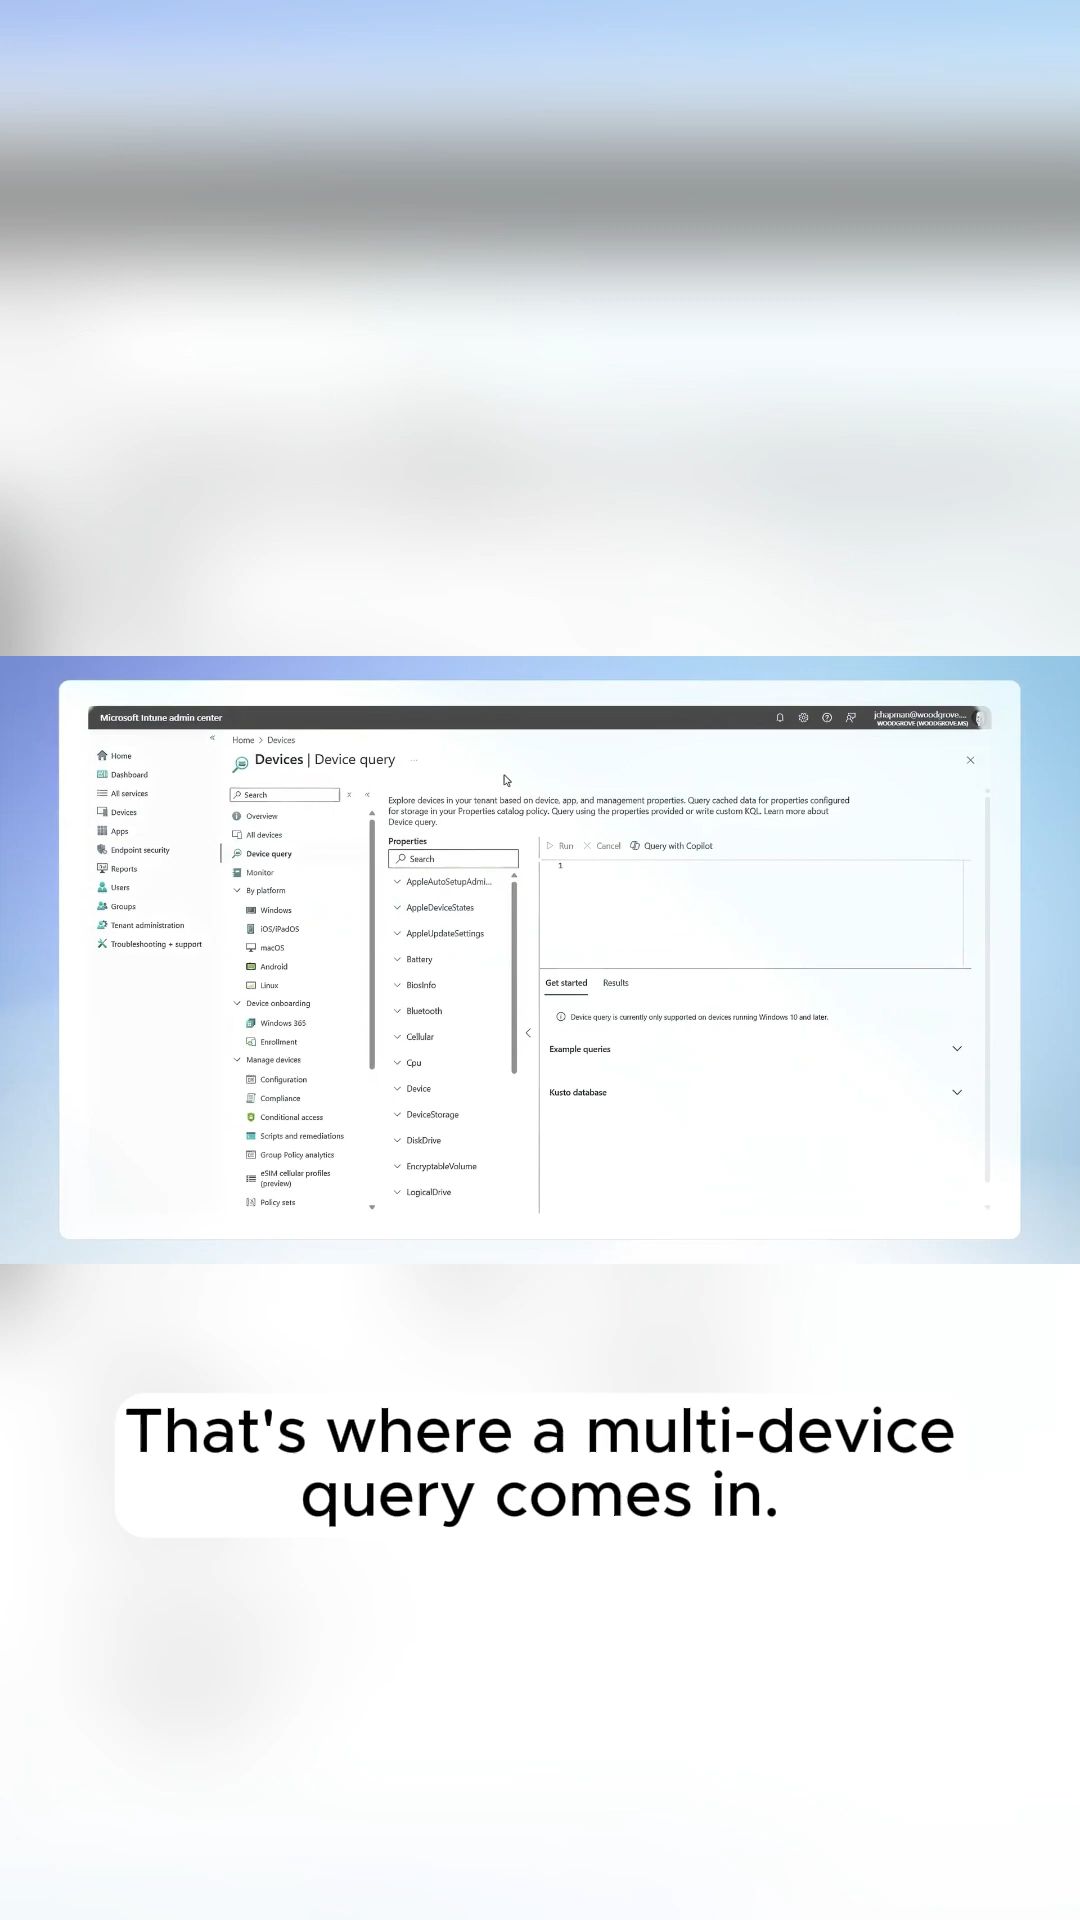 Microsoft Intune admin center
jchapman@woodgrove....
WOODGROVE (WOODGROVE.MS)
Home
Dashboard
All services
Devices
Apps
Endpoint security
Reports
Users
Groups
Tenant administration
Troubleshooting + support
Home > Devices
Devices | Device query ...
Search
Overview
All devices
Device query
Monitor
By platform
Windows
iOS/iPadOS
macOS
Android
Linux
Device onboarding
Windows 365
Enrollment
Manage devices
Configuration
Compliance
Conditional access
Scripts and remediations
Group Policy analytics
eSIM cellular profiles
(preview)
Policy sets
Explore devices in your tenant based on device, app, and management properties. Query cached data for properties configured
for storage in your Properties catalog policy. Query using the properties provided or write custom KQL. Learn more about
Device query.
Properties
Search
AppleAutoSetupAdmi...
AppleDeviceStates
AppleUpdateSettings
Battery
BiosInfo
Bluetooth
Cellular
Cpu
Device
DeviceStorage
DiskDrive
EncryptableVolume
LogicalDrive
Run
Cancel
Query with Copilot
1
Get started
Results
Device query is currently only supported on devices running Windows 10 and later.
Example queries
Kusto database
That's where a multi-device
query comes in.